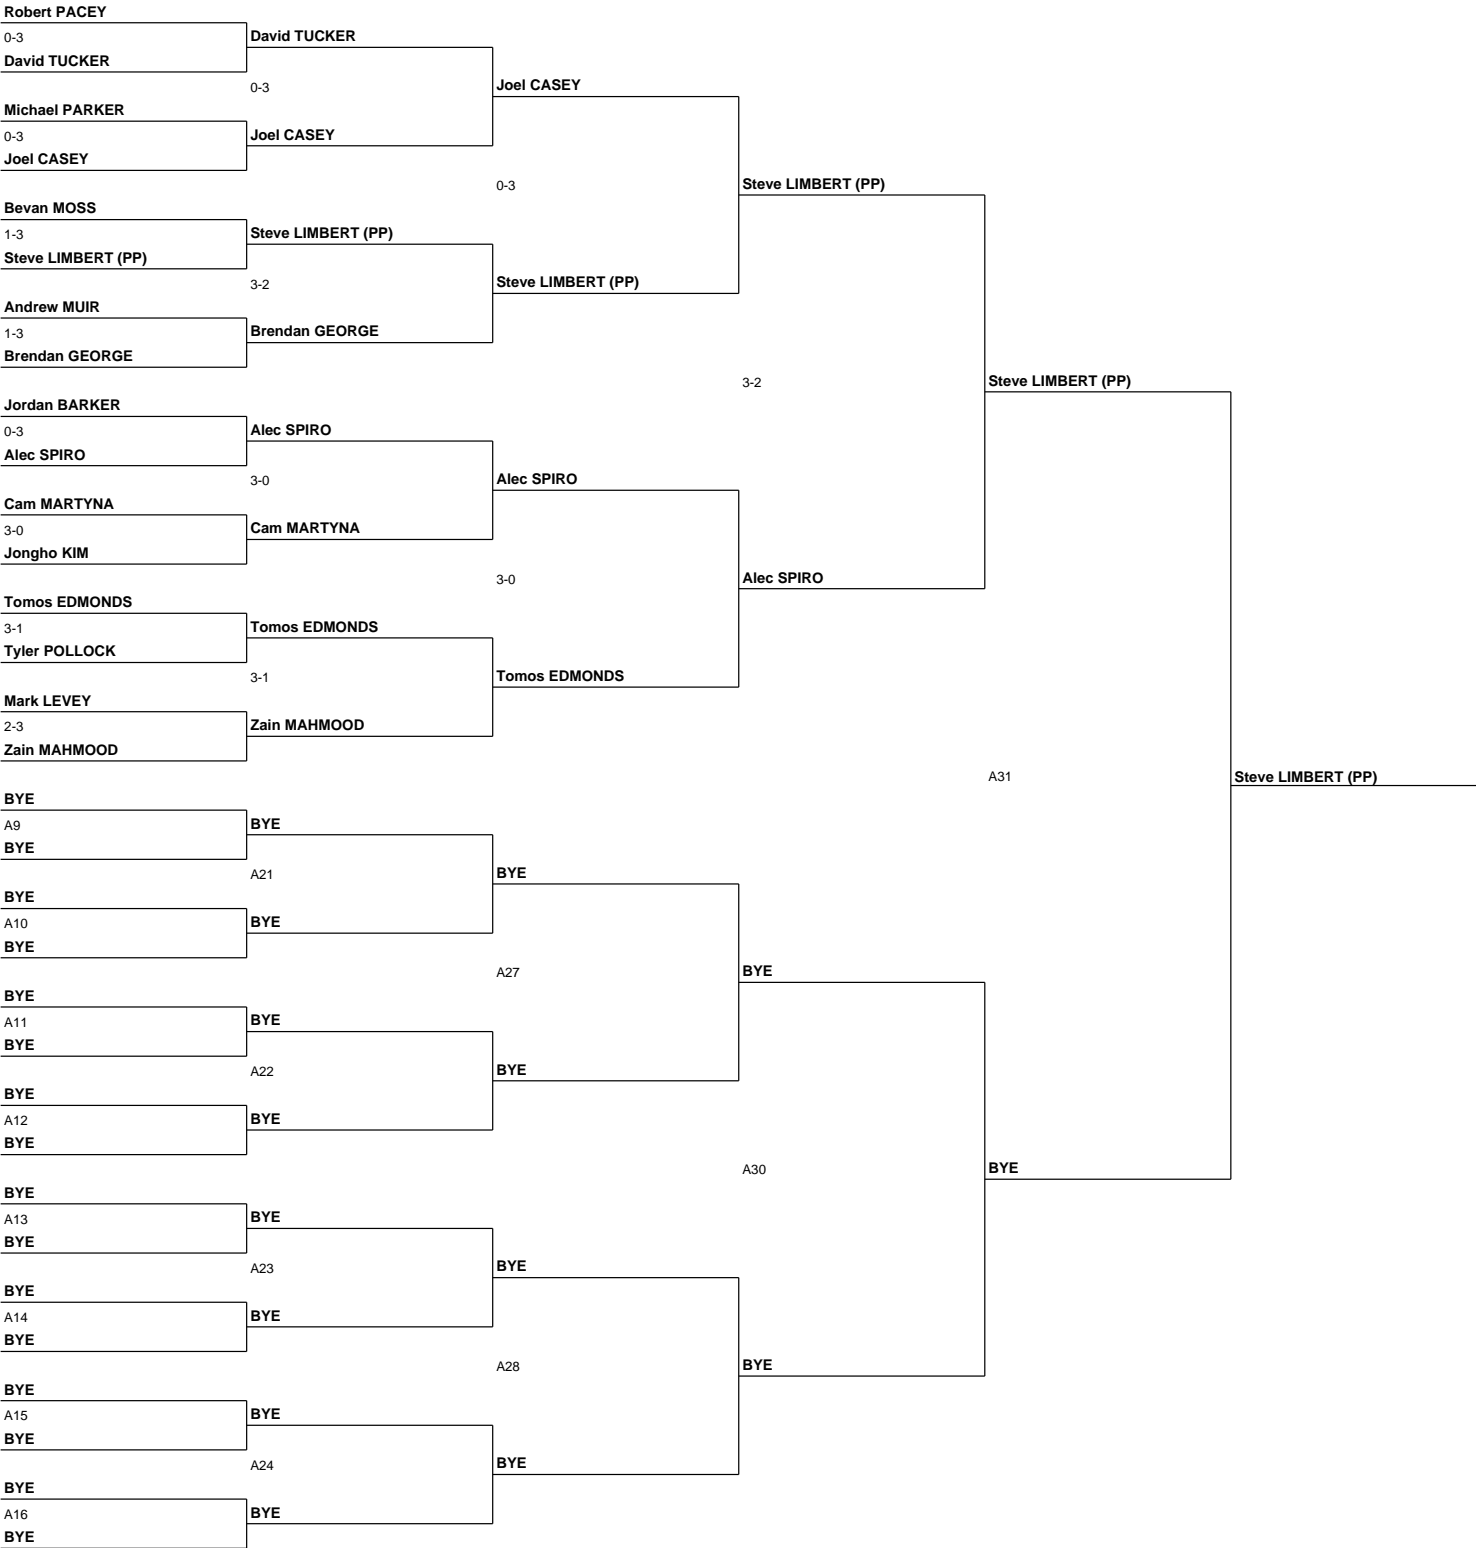 Robert PACEY
0-3
David TUCKER
David TUCKER
0-3
Michael PARKER
0-3
Joel CASEY
Joel CASEY
Joel CASEY
0-3
Bevan MOSS
1-3
Steve LIMBERT (PP)
Steve LIMBERT (PP)
3-2
Andrew MUIR
1-3
Brendan GEORGE
Brendan GEORGE
Steve LIMBERT (PP)
Steve LIMBERT (PP)
3-2
Jordan BARKER
0-3
Alec SPIRO
Alec SPIRO
3-0
Cam MARTYNA
3-0
Jongho KIM
Cam MARTYNA
Alec SPIRO
3-0
Tomos EDMONDS
3-1
Tyler POLLOCK
Tomos EDMONDS
3-1
Mark LEVEY
2-3
Zain MAHMOOD
Zain MAHMOOD
Tomos EDMONDS
Alec SPIRO
Steve LIMBERT (PP)
A31
Steve LIMBERT (PP)
BYE
A9
BYE
BYE
A21
BYE
A10
BYE
BYE
BYE
A27
BYE
A11
BYE
BYE
A22
BYE
A12
BYE
BYE
BYE
BYE
A30
BYE
BYE
A13
BYE
BYE
A23
BYE
A14
BYE
BYE
BYE
A28
BYE
BYE
A15
BYE
BYE
A24
BYE
A16
BYE
BYE
BYE